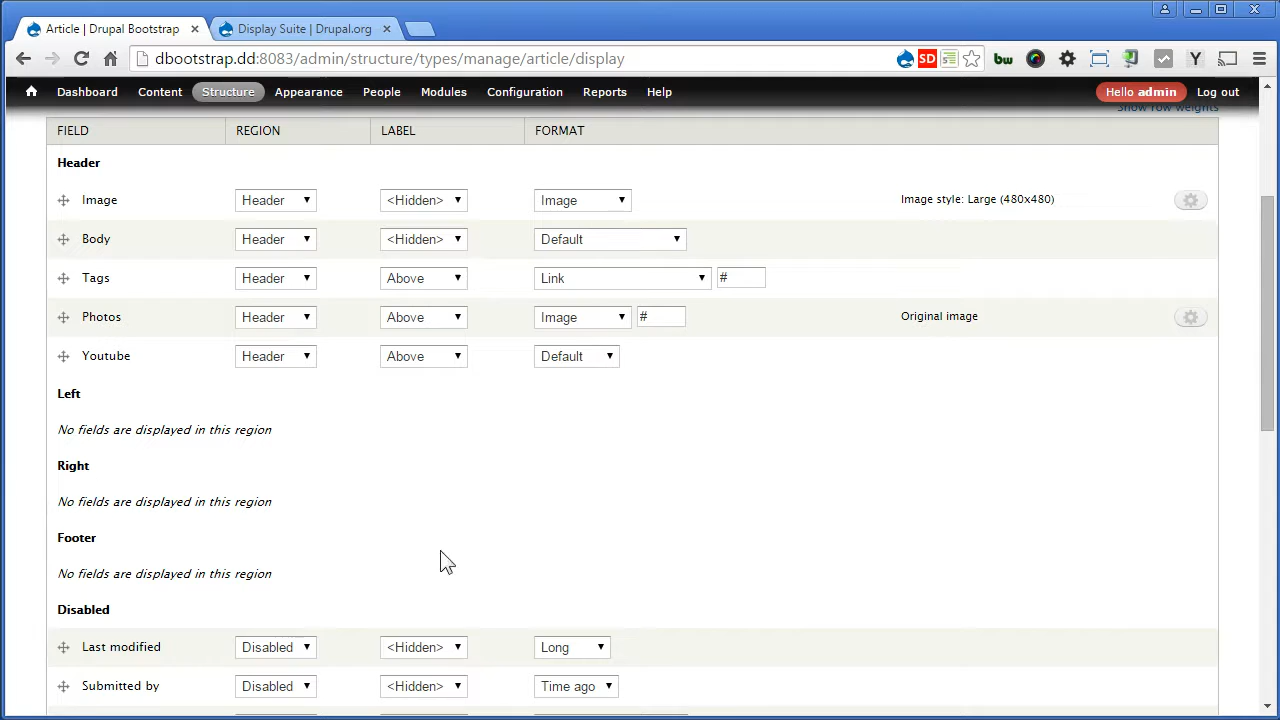 Article | Drupal Bootstrap × Display Suite | Drupal.org ×
dbootstrap.dd:8083/admin/structure/types/manage/article/display SD bw Y
Dashboard Content Structure Appearance People Modules Configuration Reports Help Hello admin Log out
Show row weights
FIELD REGION LABEL FORMAT
Header
Image Header <Hidden> Image Image style: Large (480x480)
Body Header <Hidden> Default
Tags Header Above Link #
Photos Header Above Image # Original image
Youtube Header Above Default
Left
No fields are displayed in this region
Right
No fields are displayed in this region
Footer
No fields are displayed in this region
Disabled
Last modified Disabled <Hidden> Long
Submitted by Disabled <Hidden> Time ago